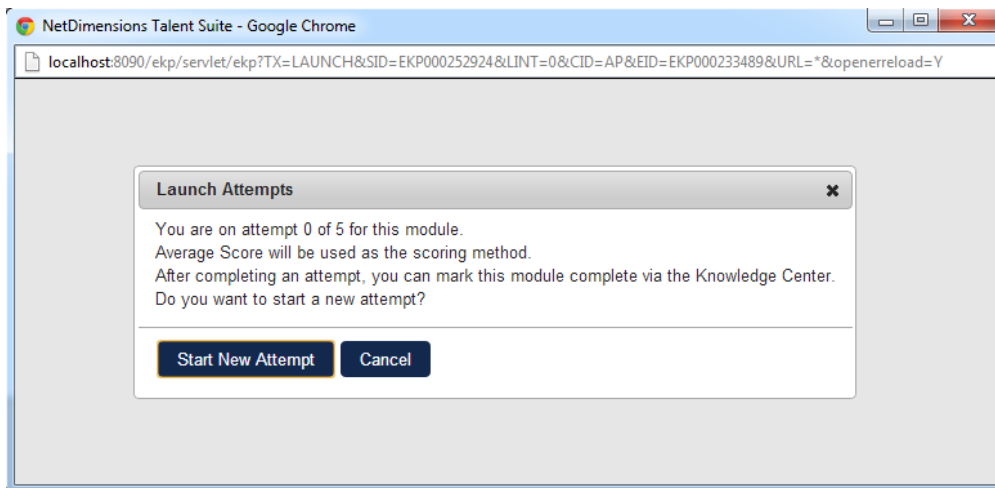 NetDimensions Talent Suite - Google Chrome
localhost:8090/ekp/servlet/ekp?TX=LAUNCH&SID=EKP000252924&LINT=0&CID=AP&EID=EKP000233489&URL=*&openerreload=Y
Launch Attempts
You are on attempt 0 of 5 for this module.
Average Score will be used as the scoring method.
After completing an attempt, you can mark this module complete via the Knowledge Center.
Do you want to start a new attempt?
Start New Attempt Cancel